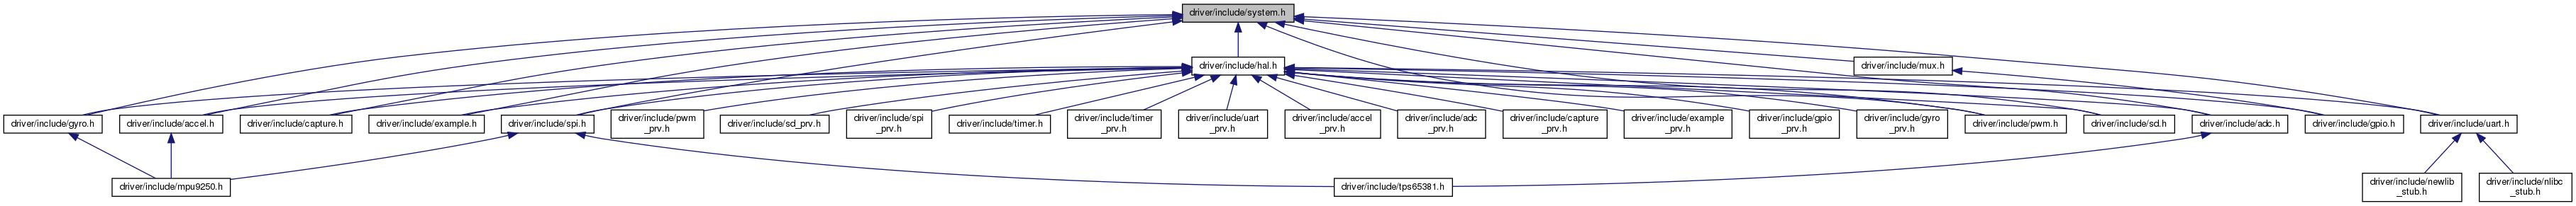 driver/include/system.h
driver/include/hal.h
driver/include/mux.h
driver/include/gyro.h
driver/include/accel.h
driver/include/capture.h
driver/include/example.h
driver/include/spi.h
driver/include/pwm
_prv.h
driver/include/sd_prv.h
driver/include/spi
_prv.h
driver/include/timer.h
driver/include/timer
_prv.h
driver/include/uart
_prv.h
driver/include/accel
_prv.h
driver/include/adc
_prv.h
driver/include/capture
_prv.h
driver/include/example
_prv.h
driver/include/gpio
_prv.h
driver/include/gyro
_prv.h
driver/include/pwm.h
driver/include/sd.h
driver/include/adc.h
driver/include/gpio.h
driver/include/uart.h
driver/include/mpu9250.h
driver/include/tps65381.h
driver/include/newlib
_stub.h
driver/include/nlibc
_stub.h